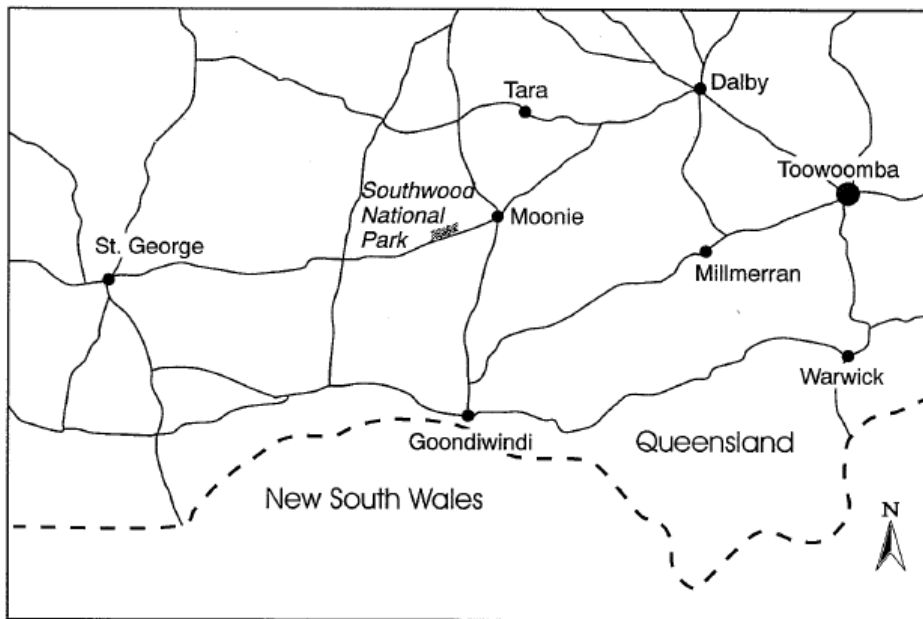 Tara
Dalby
Toowoomba
Southwood
National
Park
Moonie
St. George
Millmerran
Warwick
Goondiwindi
Queensland
New South Wales
N